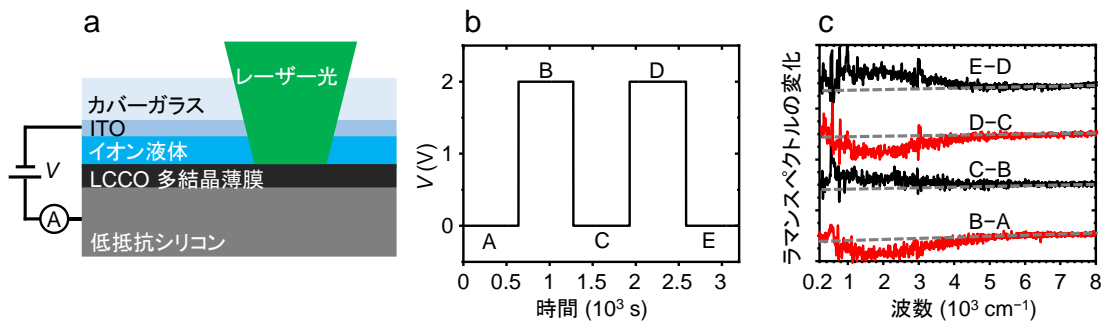 a
レーザー光
カバーガラス
ITO
イオン液体
LCCO 多結晶薄膜
低抵抗シリコン
V
A
b
V (V)
2
1
0
A
B
C
D
E
0
0.5
1
1.5
2
2.5
3
時間 (10³ s)
c
ラマンスペクトルの変化
E−D
D−C
C−B
B−A
0.2
1
2
3
4
5
6
7
8
波数 (10³ cm⁻¹)